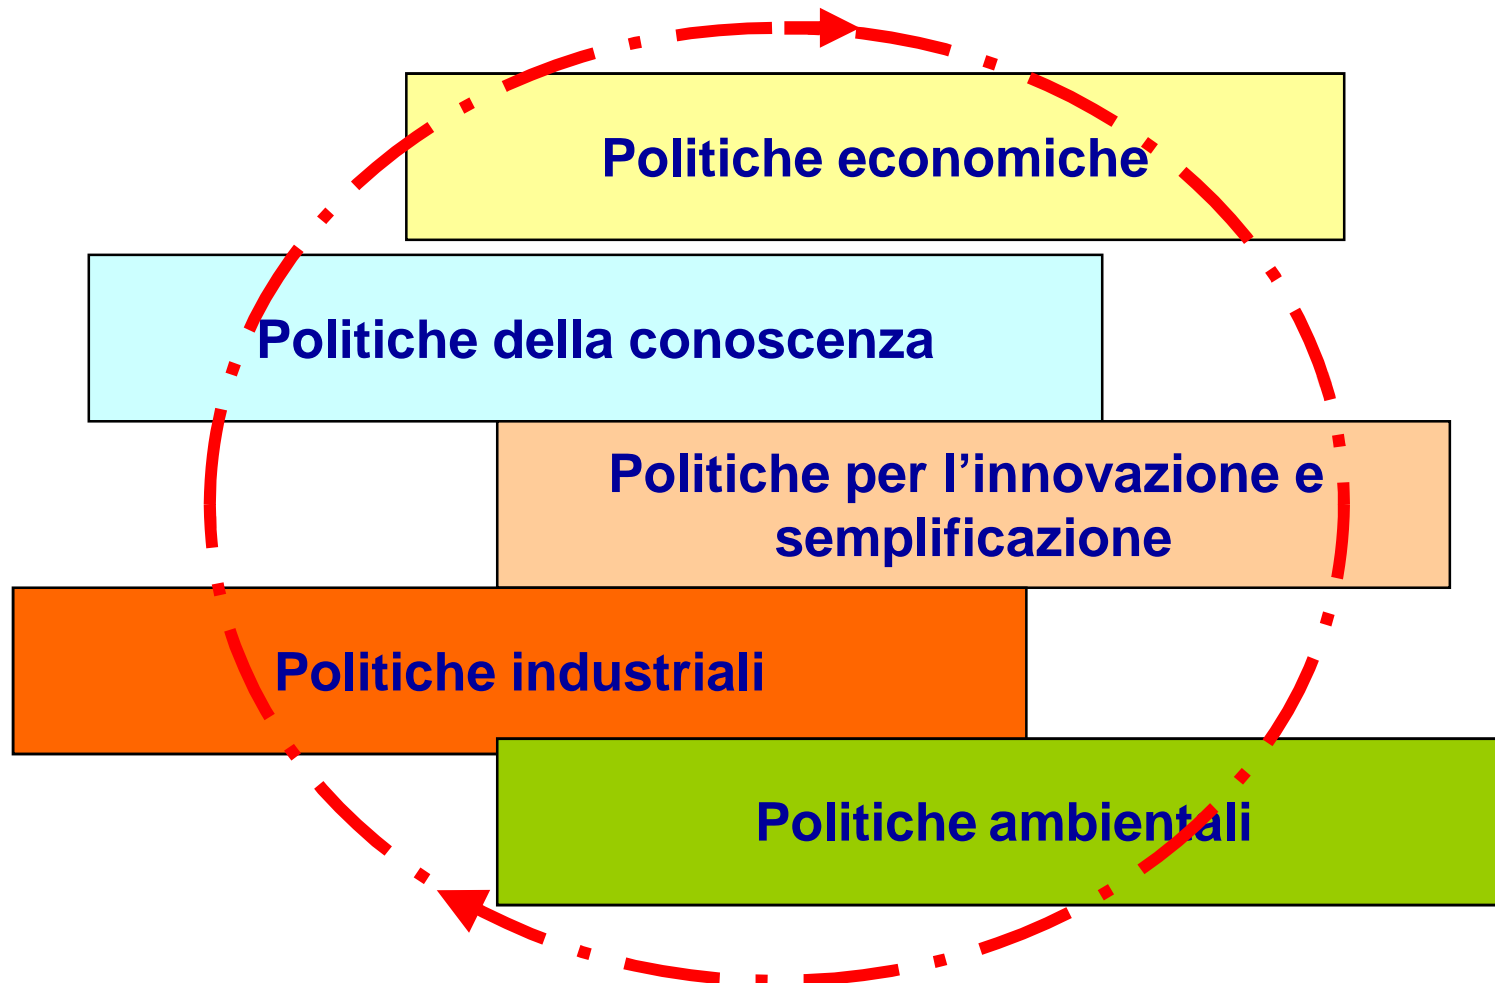 Politiche economiche
Politiche della conoscenza
Politiche per l’innovazione e
semplificazione
Politiche industriali
Politiche ambientali